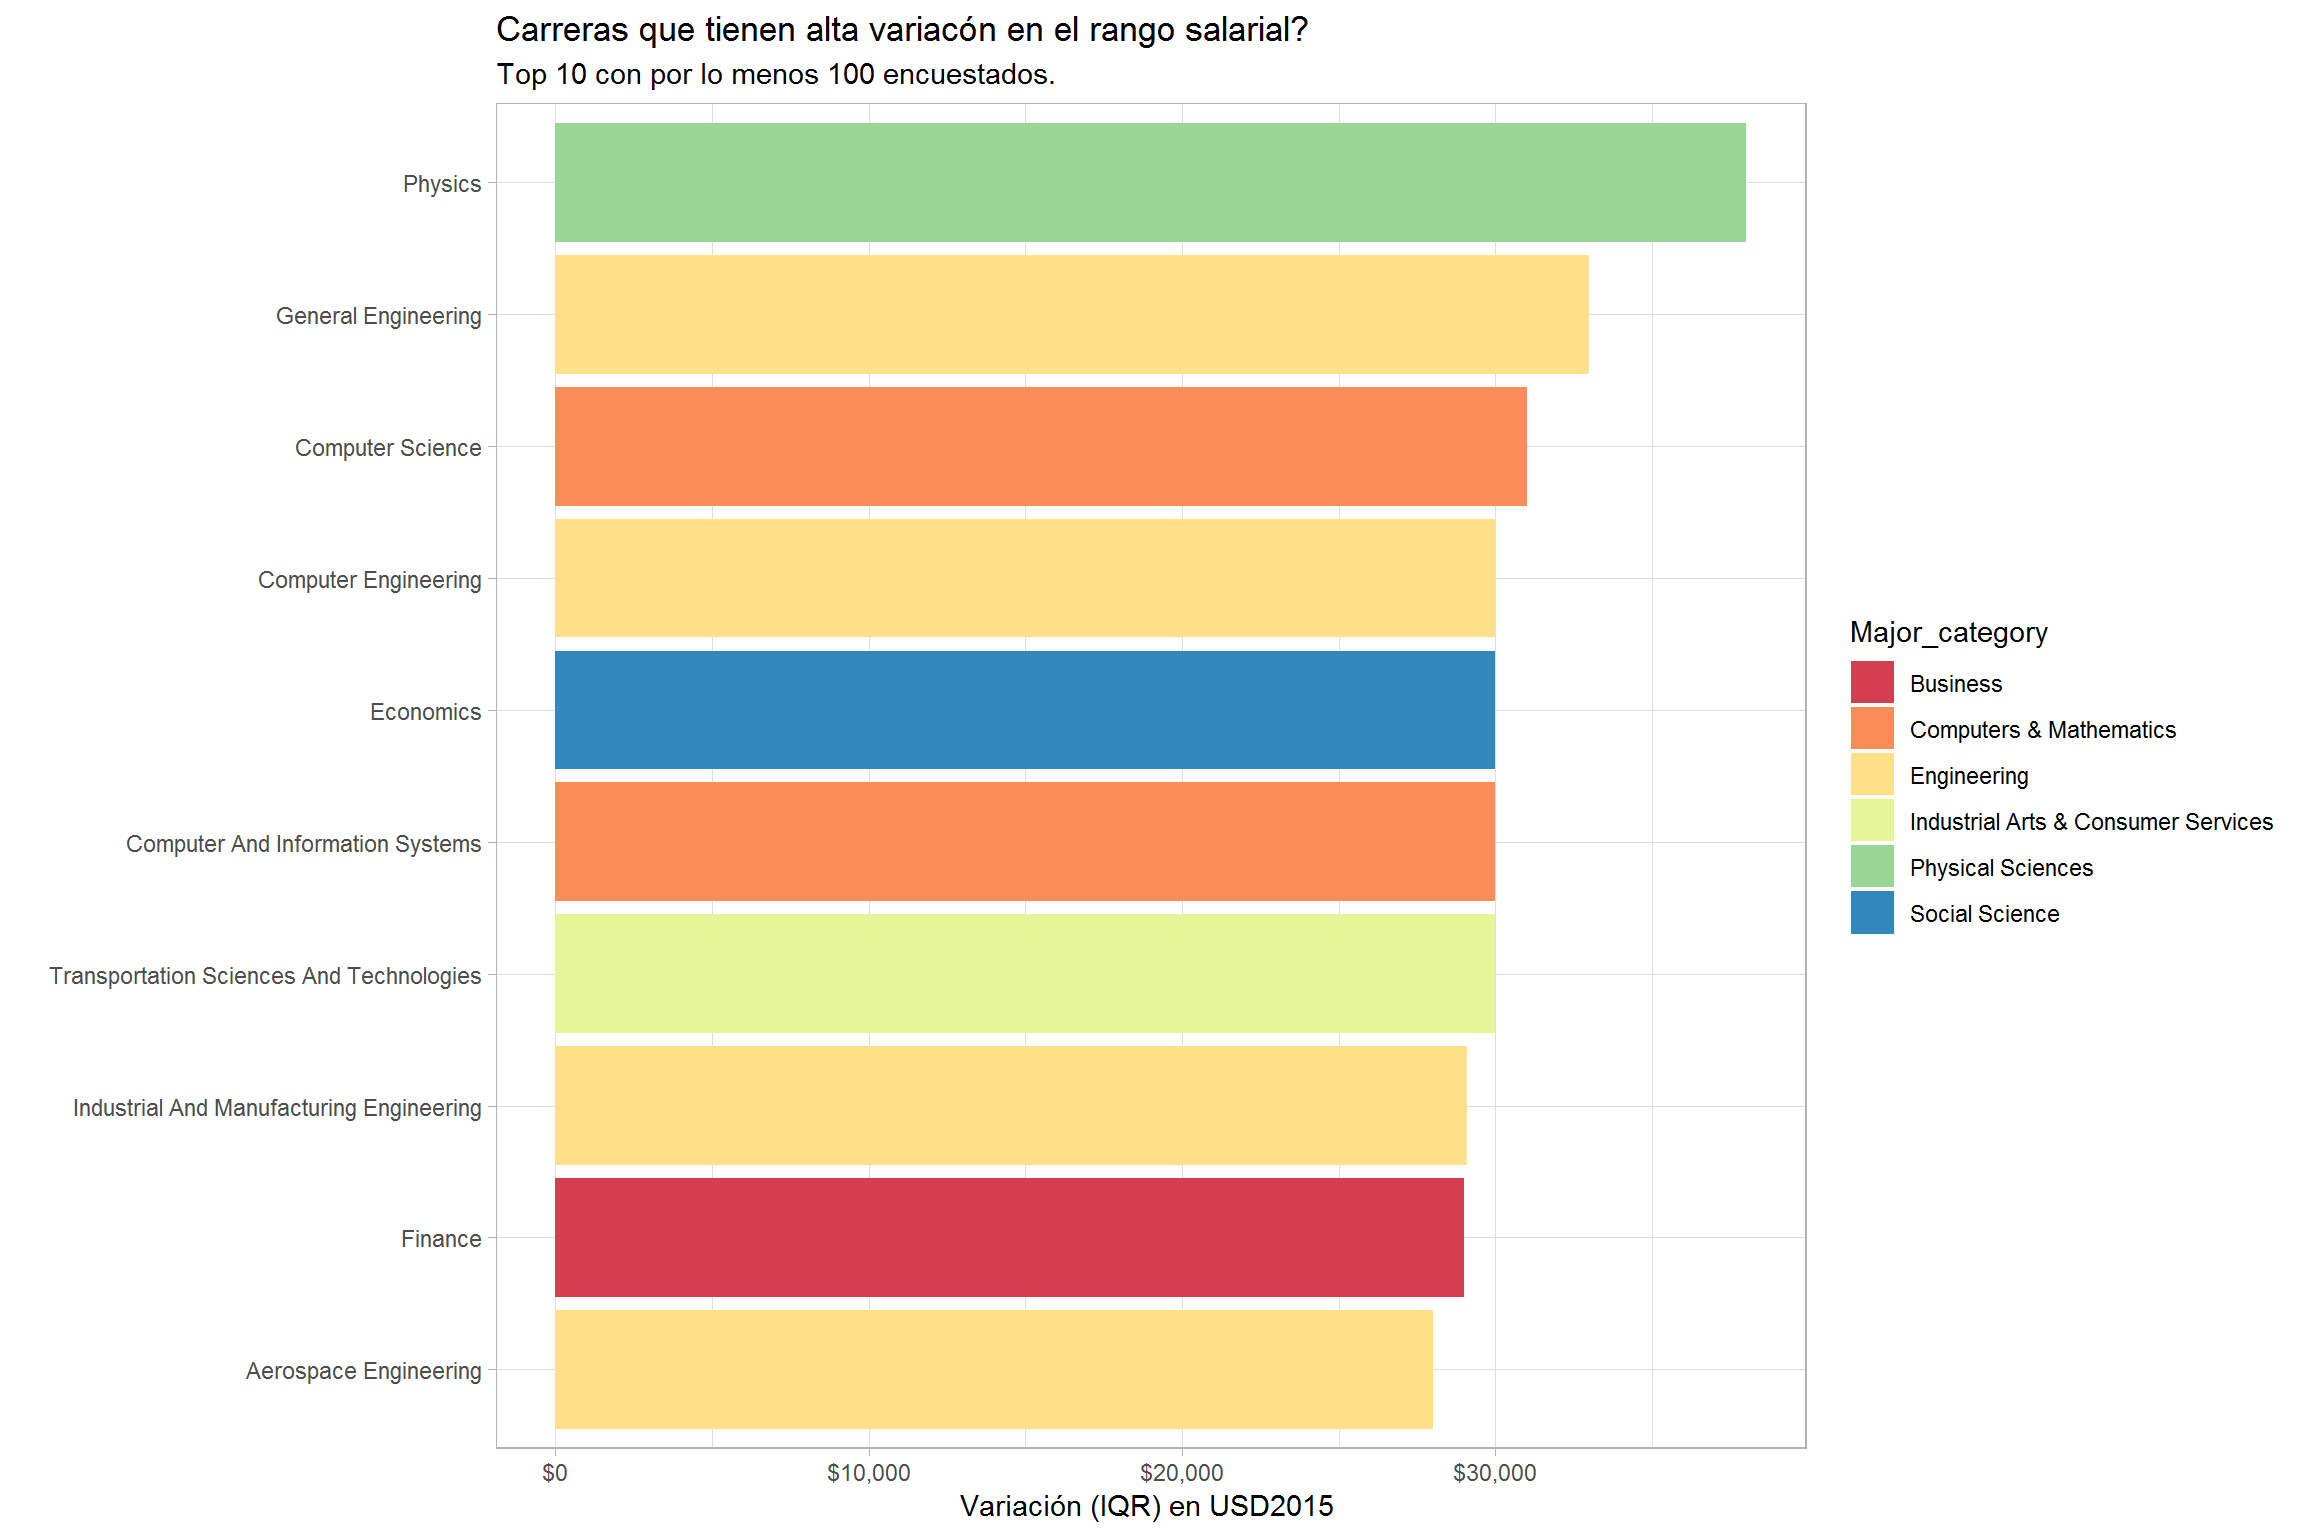 Carreras que tienen alta variacón en el rango salarial?
Top 10 con por lo menos 100 encuestados.
Physics
General Engineering
Computer Science
Computer Engineering
Economics
Computer And Information Systems
Transportation Sciences And Technologies
Industrial And Manufacturing Engineering
Finance
Aerospace Engineering
$0
$10,000
$20,000
$30,000
Variación (IQR) en USD2015
Major_category
Business
Computers & Mathematics
Engineering
Industrial Arts & Consumer Services
Physical Sciences
Social Science